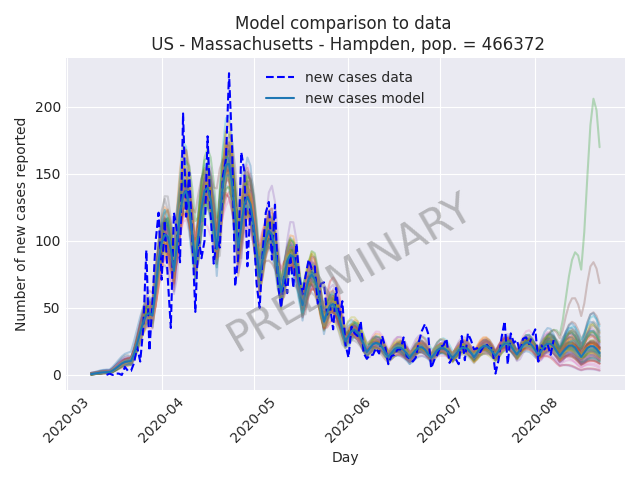 Model comparison to data
US - Massachusetts - Hampden, pop. = 466372
new cases data
new cases model
Number of new cases reported
200
150
100
50
0
PRELIMINARY
2020-03
2020-04
2020-05
2020-06
2020-07
2020-08
Day